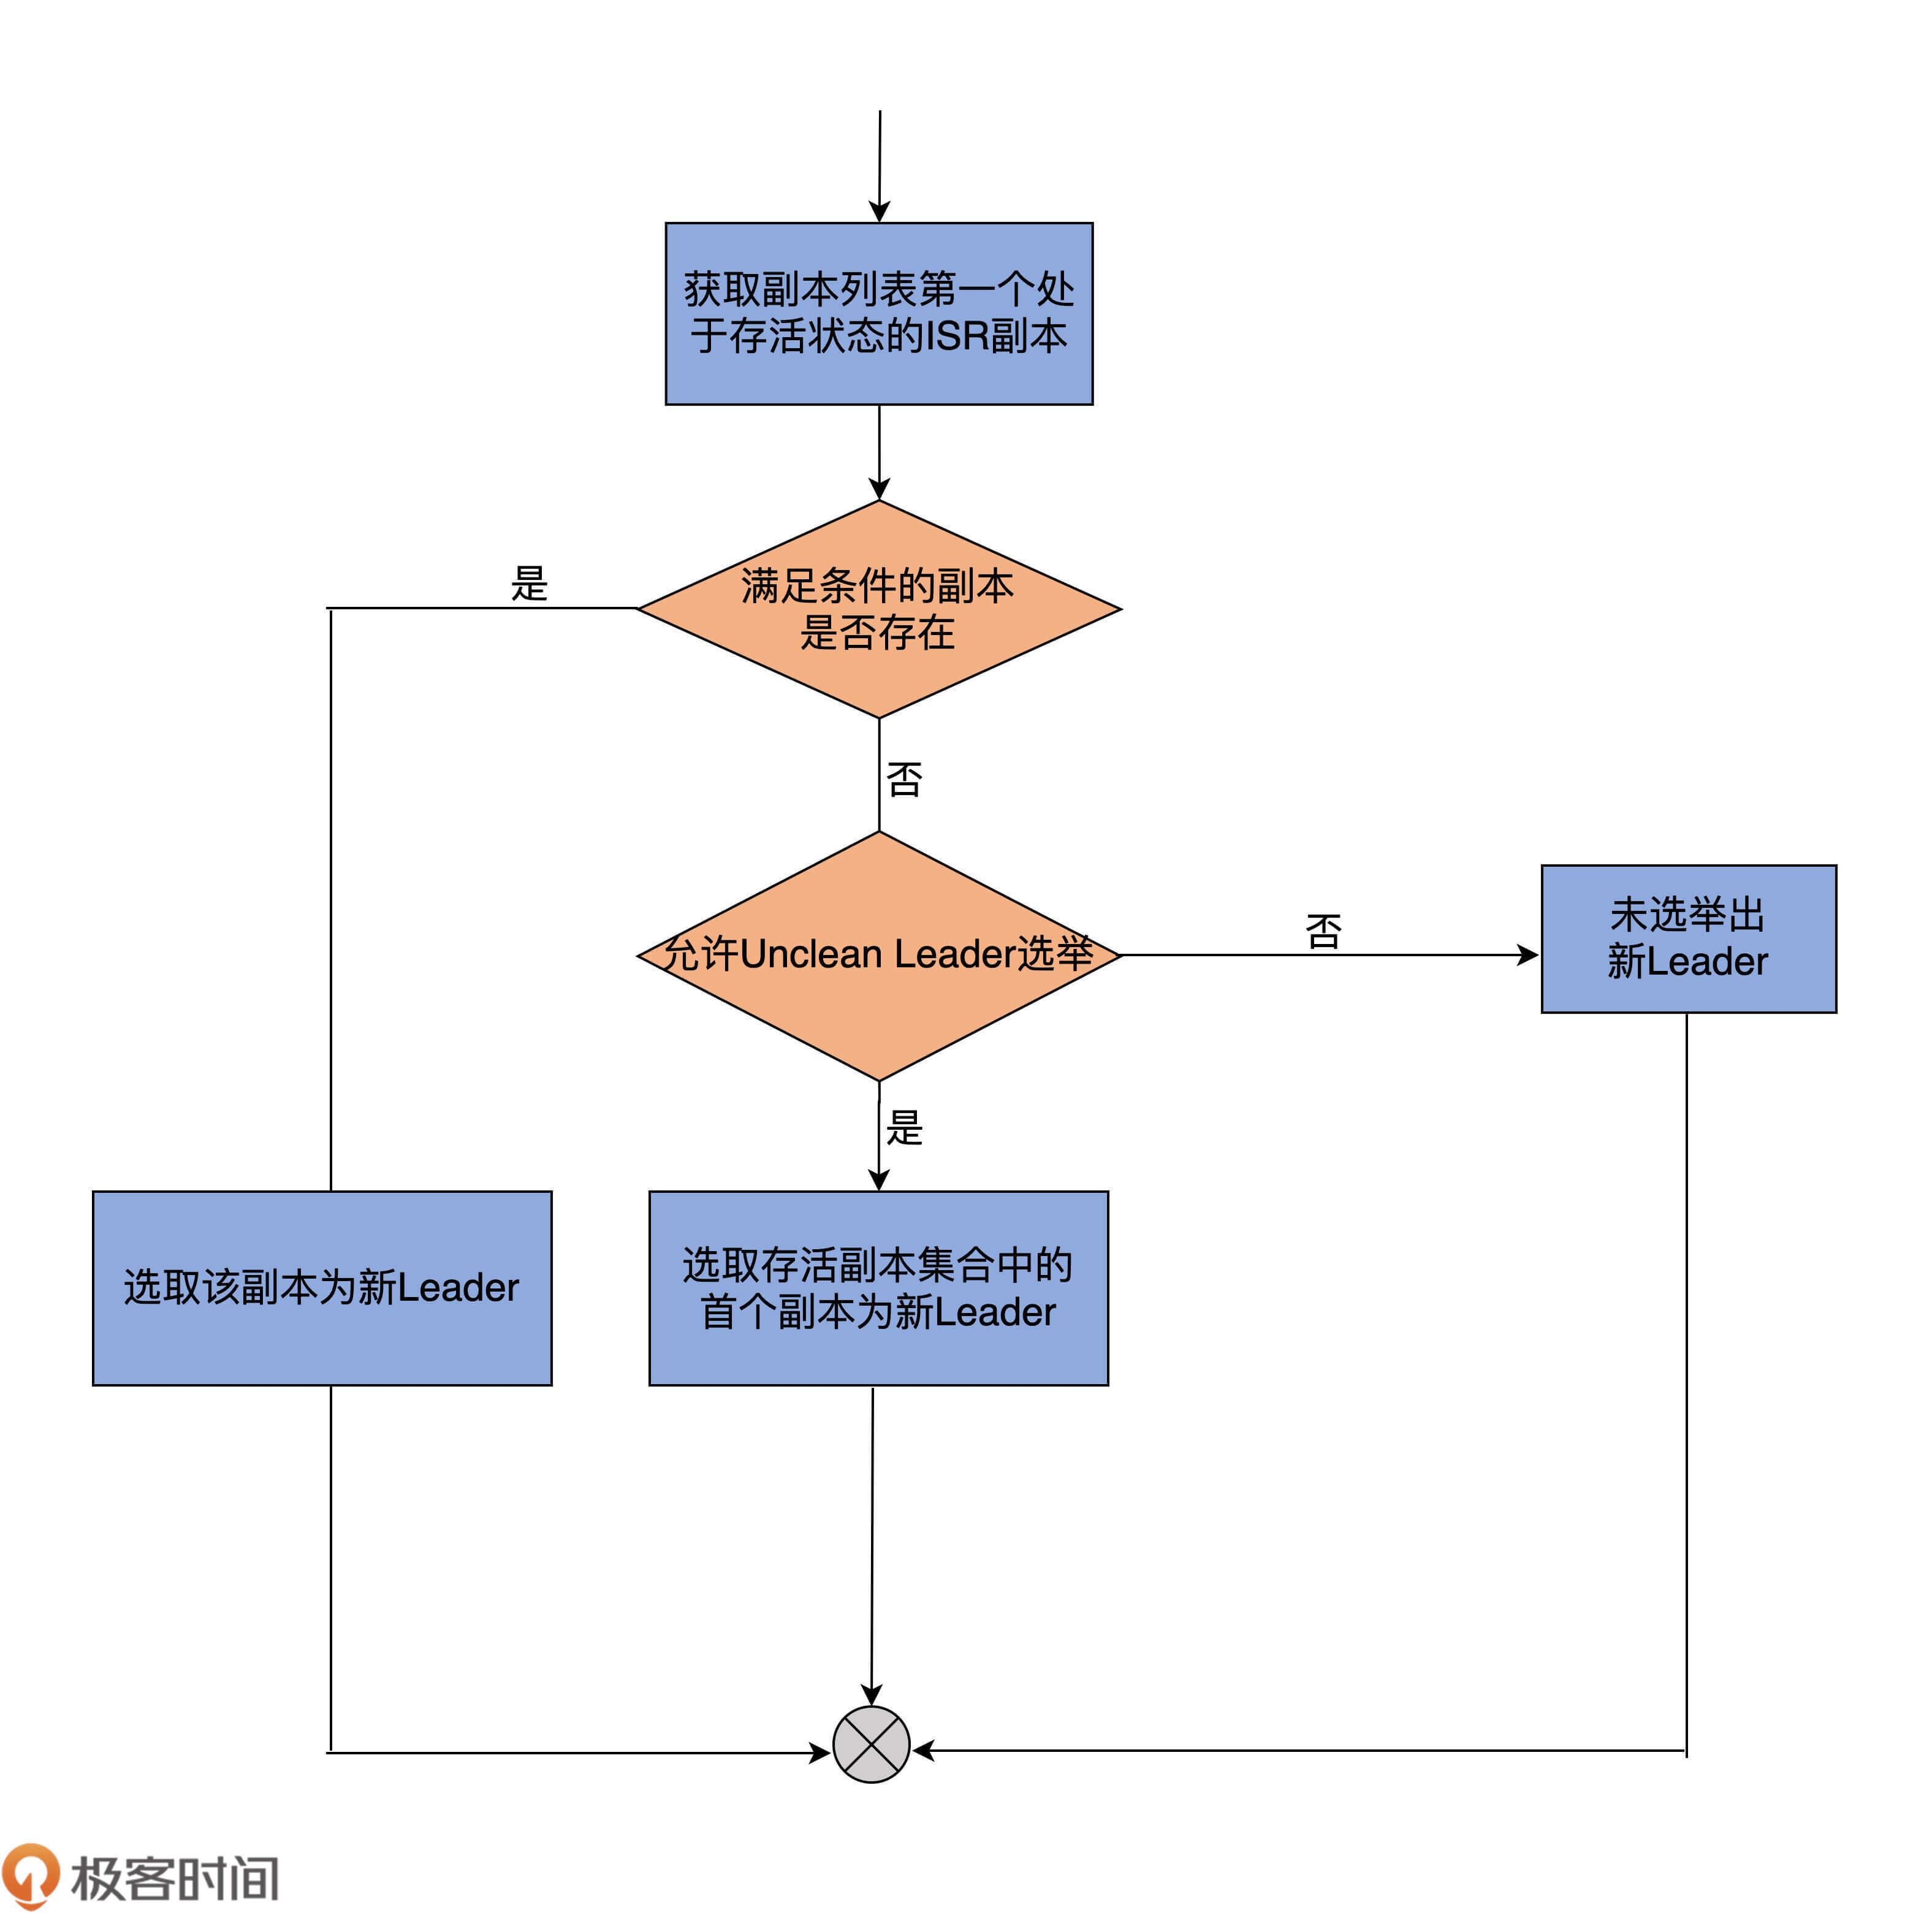 获取副本列表第一个处
于存活状态的ISR副本
满足条件的副本
是否存在
是
否
允许Unclean Leader选举
否
未选举出
新Leader
是
选取该副本为新Leader
选取存活副本集合中的
首个副本为新Leader
极客时间